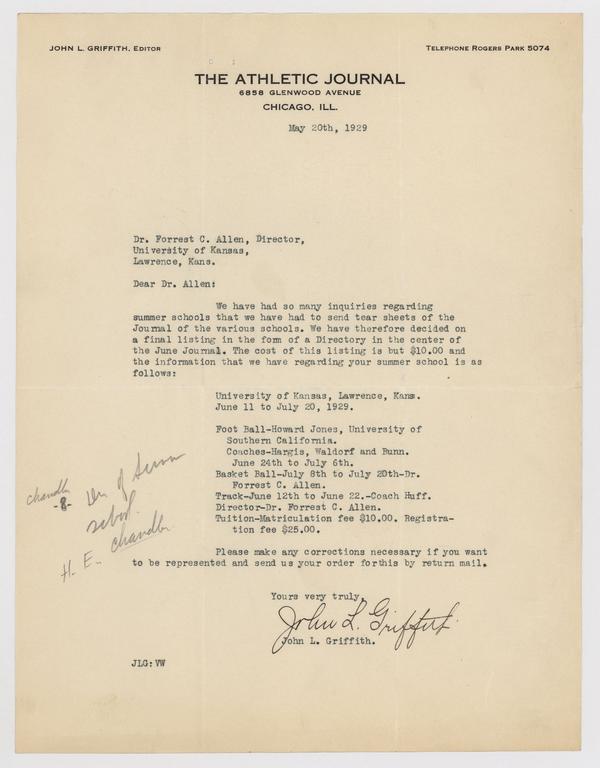 JOHN L. GRIFFITH, EDITOR
TELEPHONE ROGERS PARK 5074
THE ATHLETIC JOURNAL
6858 GLENWOOD AVENUE
CHICAGO, ILL.
May 20th, 1929
Dr. Forrest C. Allen, Director,
University of Kansas,
Lawrence, Kans.
Dear Dr. Allen:
We have had so many inquiries regarding
summer schools that we have had to send tear sheets of the
Journal of the various schools. We have therefore decided on
a final listing in the form of a Directory in the center of
the June Journal. The cost of this listing is but $10.00 and
the information that we have regarding your summer school is as
follows:
University of Kansas, Lawrence, Kans.
June 11 to July 20, 1929.
Foot Ball-Howard Jones, University of
Southern California.
Coaches-Hargis, Waldorf and Bunn.
June 24th to July 6th.
Basket Ball-July 8th to July 20th-Dr.
Forrest C. Allen.
Track-June 12th to June 22.-Coach Huff.
Director-Dr. Forrest C. Allen.
Tuition-Matriculation fee $10.00. Registra-
tion fee $25.00.
Please make any corrections necessary if you want
to be represented and send us your order forthis by return mail.
Yours very truly,
John L. Griffith
John L. Griffith.
JLG:VW
chandler
-8-
of
school.
H. E. Chandler